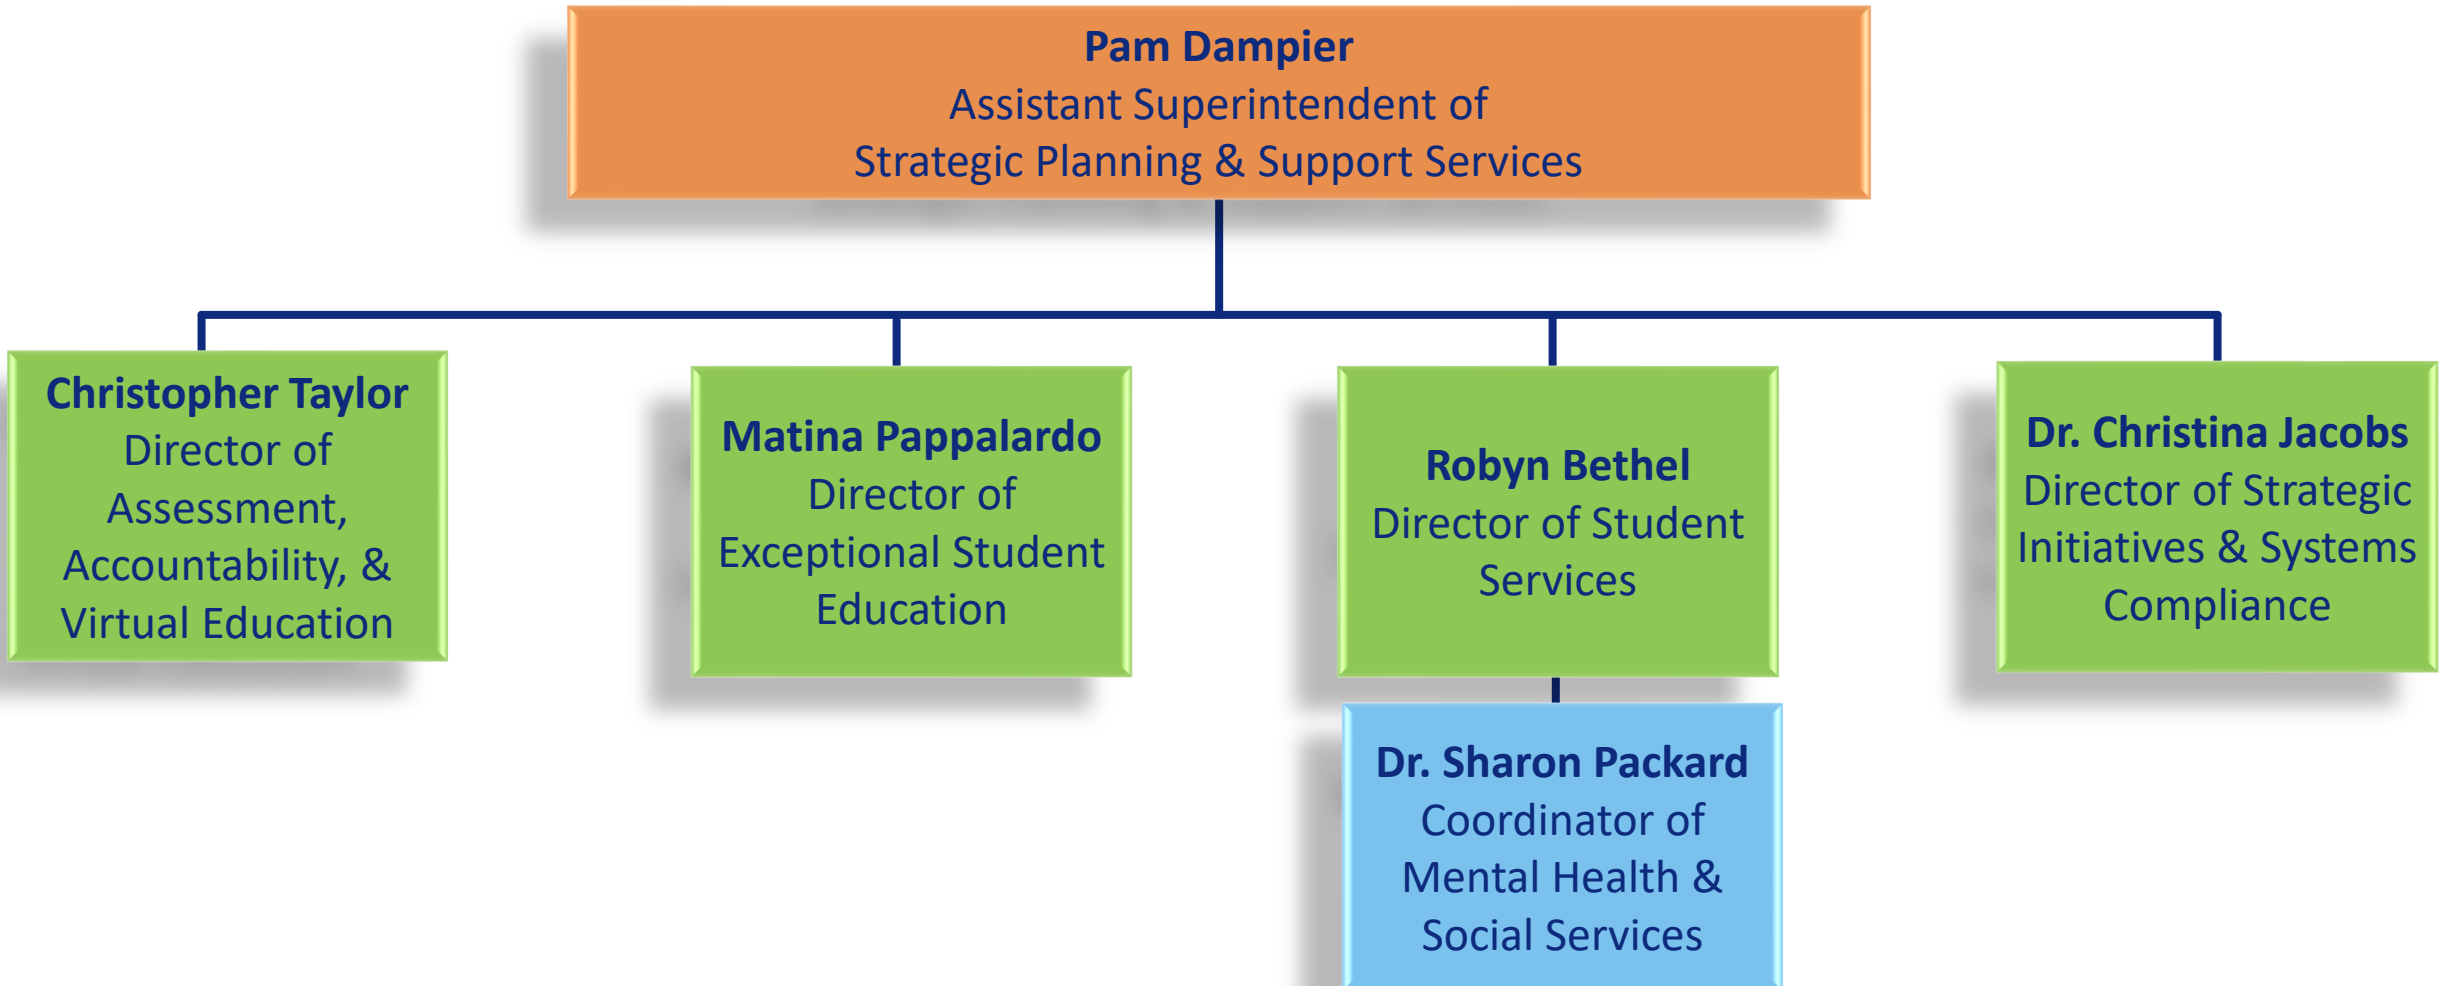 Pam Dampier
Assistant Superintendent of
Strategic Planning & Support Services
Christopher Taylor
Director of
Assessment,
Accountability, &
Virtual Education
Matina Pappalardo
Director of
Exceptional Student
Education
Robyn Bethel
Director of Student
Services
Dr. Christina Jacobs
Director of Strategic
Initiatives & Systems
Compliance
Dr. Sharon Packard
Coordinator of
Mental Health &
Social Services